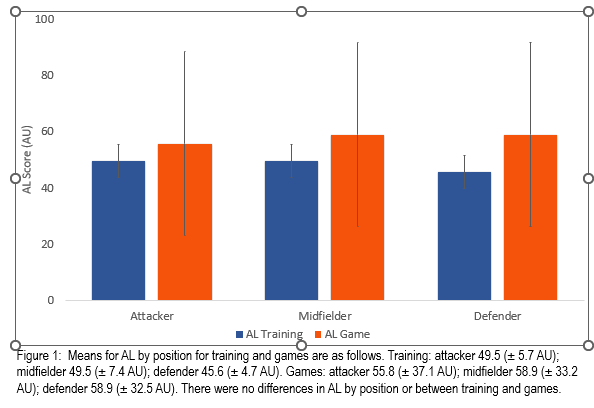 100
80
60
40
20
0
AL Score (AU)
Attacker Midfielder Defender
AL Training AL Game
Figure 1:  Means for AL by position for training and games are as follows. Training: attacker 49.5 (± 5.7 AU);
midfielder 49.5 (± 7.4 AU); defender 45.6 (± 4.7 AU). Games: attacker 55.8 (± 37.1 AU); midfielder 58.9 (± 33.2
AU); defender 58.9 (± 32.5 AU). There were no differences in AL by position or between training and games.